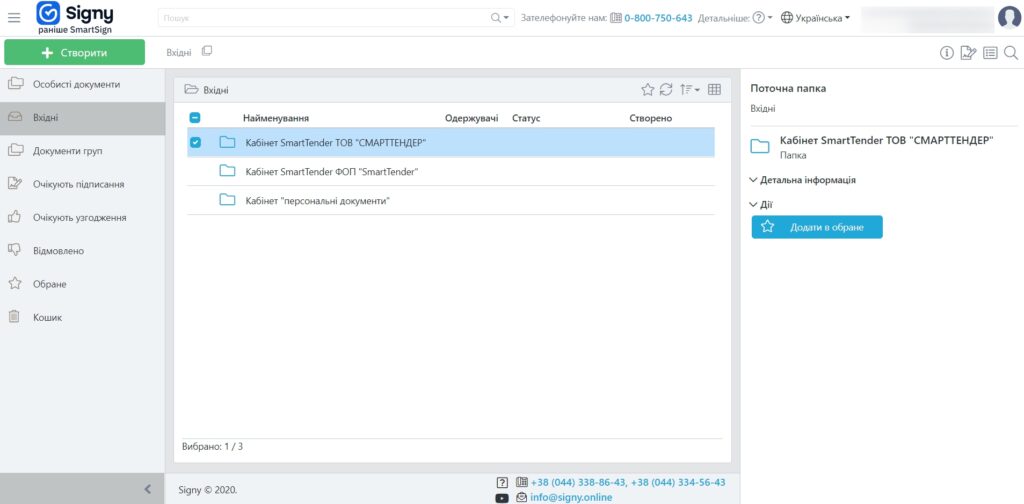 Signy
раніше SmartSign
Пошук
Зателефонуйте нам: 0-800-750-643 Детальніше: Українська
Створити
Вхідні
Особисті документи
Вхідні
Документи груп
Очікують підписання
Очікують узгодження
Відмовлено
Обране
Кошик
Вхідні
Найменування Одержувачі Статус Створено
Кабінет SmartTender ТОВ "СМАРТТЕНДЕР"
Кабінет SmartTender ФОП "SmartTender"
Кабінет "персональні документи"
Вибрано: 1 / 3
Поточна папка
Вхідні
Кабінет SmartTender ТОВ "СМАРТТЕНДЕР"
Папка
Детальна інформація
Дії
Додати в обране
Signy © 2020.
+38 (044) 338-86-43, +38 (044) 334-56-43
info@signy.online